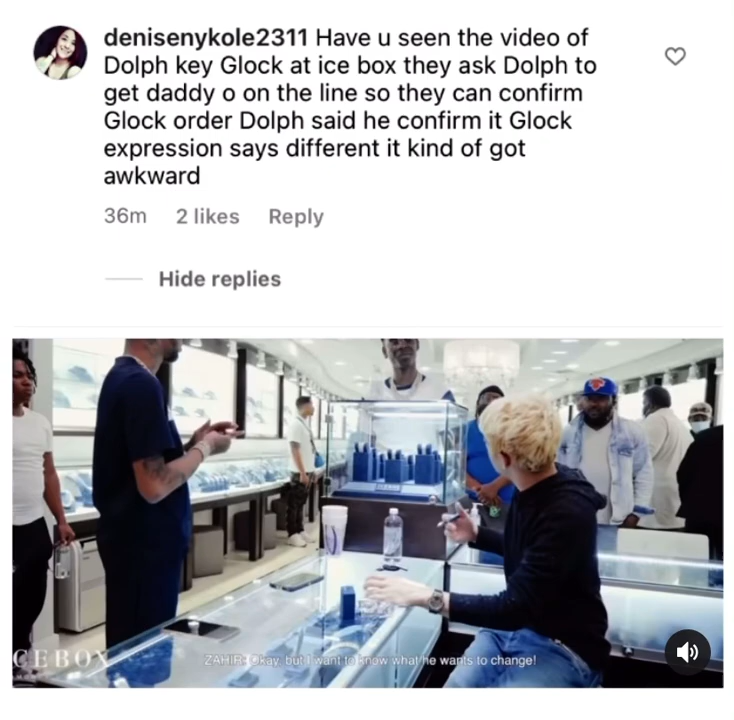 denisenykole2311 Have u seen the video of
Dolph key Glock at ice box they ask Dolph to
get daddy o on the line so they can confirm
Glock order Dolph said he confirm it Glock
expression says different it kind of got
awkward
36m 2 likes Reply
Hide replies
CEBOX
ZAHIR: Okay, but I want to know what he wants to change!